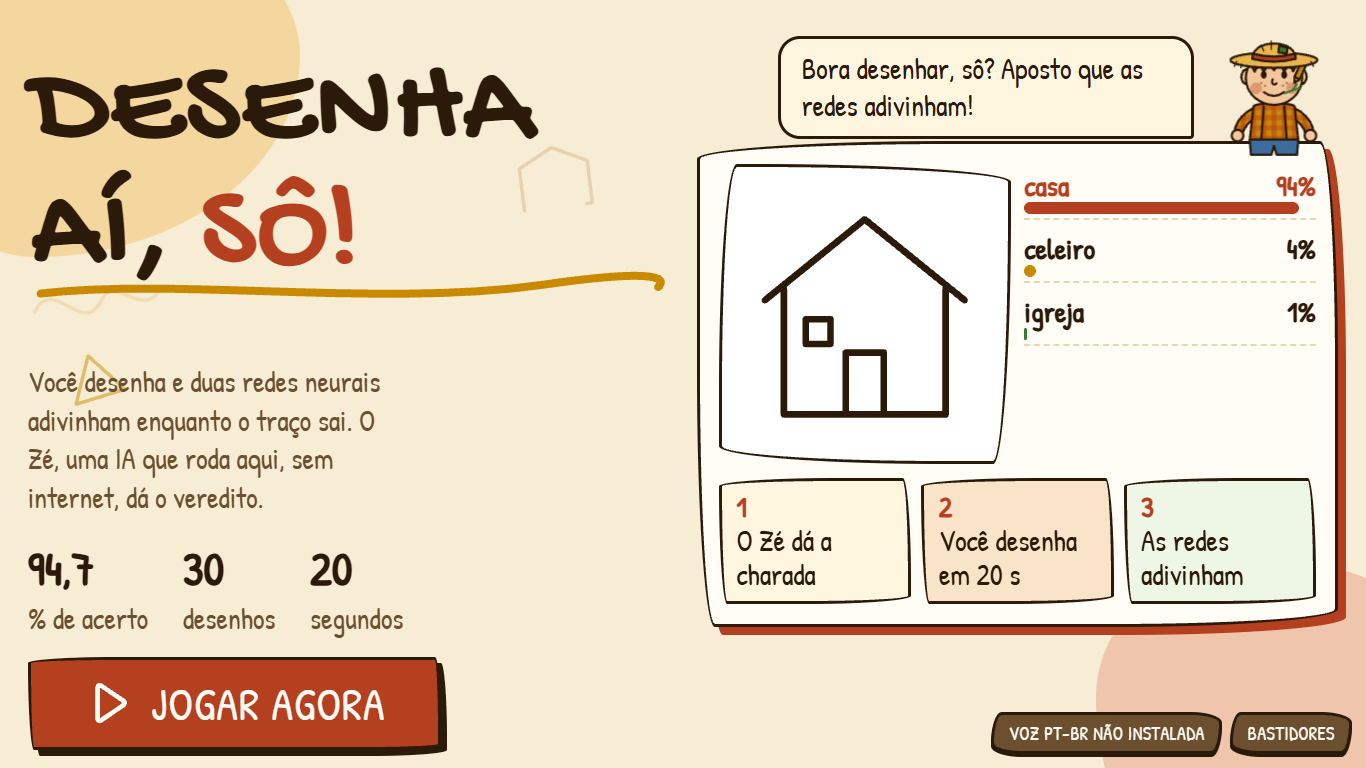 DESENHA
AÍ, SÔ!
Você desenha e duas redes neurais
adivinham enquanto o traço sai. O
Zé, uma IA que roda aqui, sem
internet, dá o veredito.
94,7
% de acerto
30
desenhos
20
segundos
JOGAR AGORA
Bora desenhar, sô? Aposto que as
redes adivinham!
casa 94%
celeiro 4%
igreja 1%
1
O Zé dá a
charada
2
Você desenha
em 20 s
3
As redes
adivinham
VOZ PT-BR NÃO INSTALADA
BASTIDORES